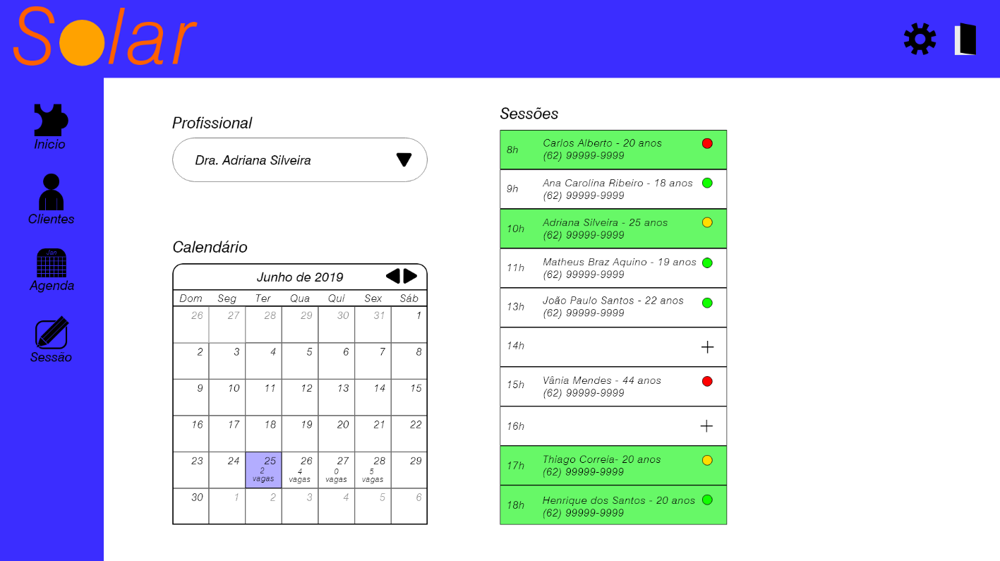 Solar
Inicio
Clientes
Jan
Agenda
Sessão
Profissional
Dra. Adriana Silveira
Calendário
Junho de 2019
Dom Seg Ter Qua Qui Sex Sáb
26 27 28 29 30 31 1
2 3 4 5 6 7 8
9 10 11 12 13 14 15
16 17 18 19 20 21 22
23 24 25 26 27 28 29
2 4 0 5
vagas vagas vagas vagas
30 1 2 3 4 5 6
Sessões
8h
Carlos Alberto - 20 anos
(62) 99999-9999
9h
Ana Carolina Ribeiro - 18 anos
(62) 99999-9999
10h
Adriana Silveira - 25 anos
(62) 99999-9999
11h
Matheus Braz Aquino - 19 anos
(62) 99999-9999
13h
João Paulo Santos - 22 anos
(62) 99999-9999
14h
15h
Vânia Mendes - 44 anos
(62) 99999-9999
16h
17h
Thiago Correia- 20 anos
(62) 99999-9999
18h
Henrique dos Santos - 20 anos
(62) 99999-9999